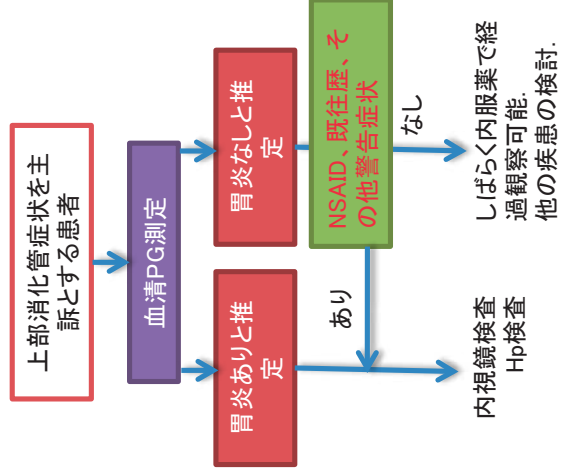 上部消化管症状を主
訴とする患者
血清PG測定
胃炎ありと推
定
胃炎なしと推
定
NSAID、既往歴、そ
の他警告症状
あり
なし
内視鏡検査
Hp検査
しばらく内服薬で経
過観察可能.
他の疾患の検討.